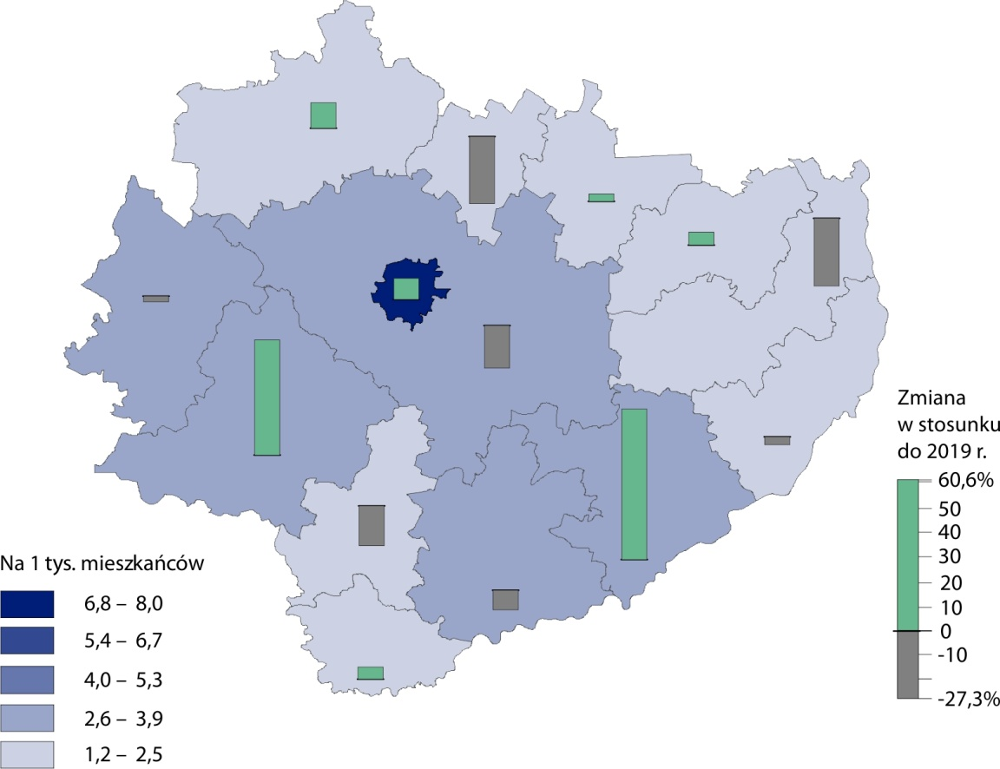 Zmiana
w stosunku
do 2019 r.
60,6%
50
40
30
20
10
0
-10
-27,3%
Na 1 tys. mieszkańców
6,8 – 8,0
5,4 – 6,7
4,0 – 5,3
2,6 – 3,9
1,2 – 2,5